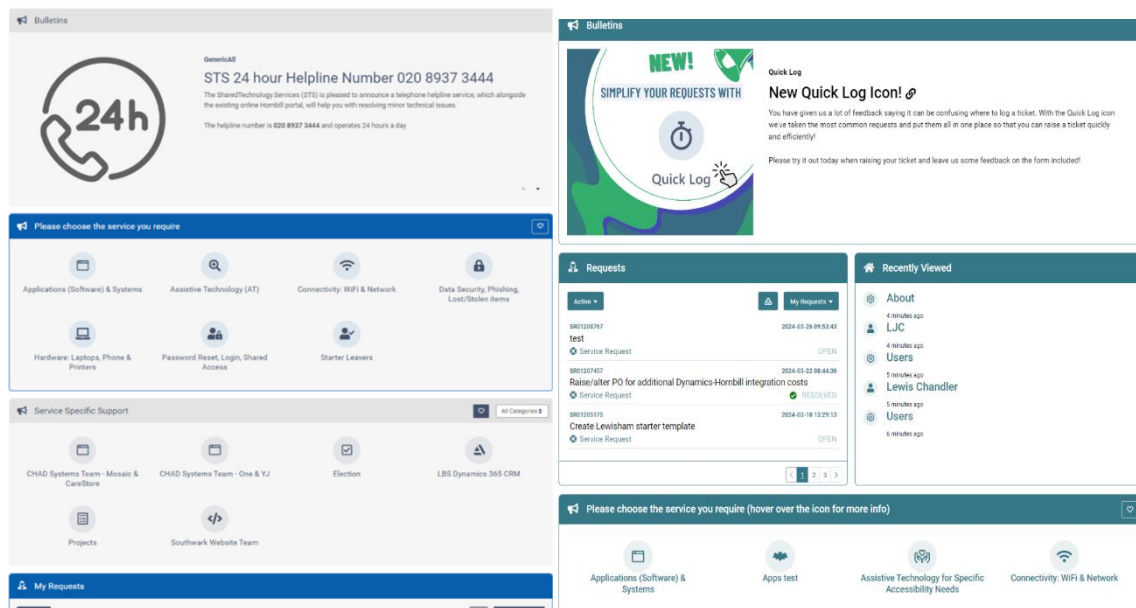 Bulletins
GenericAll
STS 24 hour Helpline Number 020 8937 3444
The SharedTechnology.Services (STS) is pleased to announce a telephone helpline service, which alongside
the existing online Hornbill portal, will help you with resolving minor technical issues.
The helpline number is 020 8937 3444 and operates 24 hours a day
24h
Please choose the service you require
Applications (Software) & Systems
Assistive Technology (AT)
Connectivity: WiFi & Network
Data Security, Phishing,
Lost/Stolen Items
Hardware: Laptops, Phone &
Printers
Password Reset, Login, Shared
Access
Starter Leavers
Service Specific Support
All Categories
CHAD Systems Team - Mosaic &
CareStore
CHAD Systems Team - One & YJ
Election
LBS Dynamics 365 CRM
Projects
Southwark Website Team
My Requests
Bulletins
NEW!
SIMPLIFY YOUR REQUESTS WITH
Quick Log
Quick Log
New Quick Log Icon!
You have given us a lot of feedback saying it can be confusing where to log a ticket. With the Quick Log icon
we've taken the most common requests and put them all in one place so that you can raise a ticket quickly
and efficiently!
Please try it out today when raising your ticket and leave us some feedback on the form included!
Requests
Active
My Requests
SR01208767 2024-03-26 09:53:43
test
Service Request OPEN
SR01207457 2024-03-22 08:44:38
Raise/alter PO for additional Dynamics-Hornbill integration costs
Service Request RESOLVED
SR01205175 2024-03-18 13:29:13
Create Lewisham starter template
Service Request OPEN
< 1 2 3 >
Recently Viewed
About
4 minutes ago
LJC
4 minutes ago
Users
5 minutes ago
Lewis Chandler
5 minutes ago
Users
6 minutes ago
Please choose the service you require (hover over the icon for more info)
Applications (Software) &
Systems
Apps test
Assistive Technology for Specific
Accessibility Needs
Connectivity: WiFi & Network